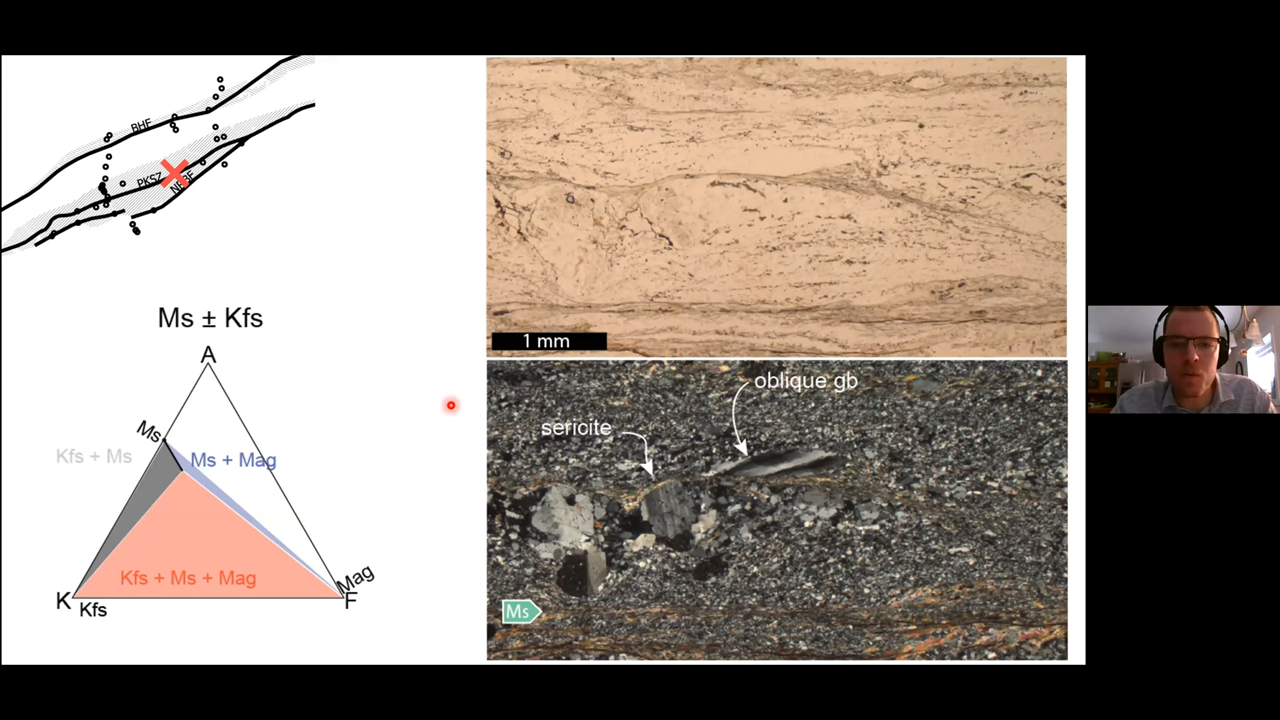 BHF
PKSZ
Ms ± Kfs
A
Ms
Kfs + Ms
Ms + Mag
Kfs + Ms + Mag
Mag
K
Kfs
F
1 mm
oblique gb
sericite
Ms